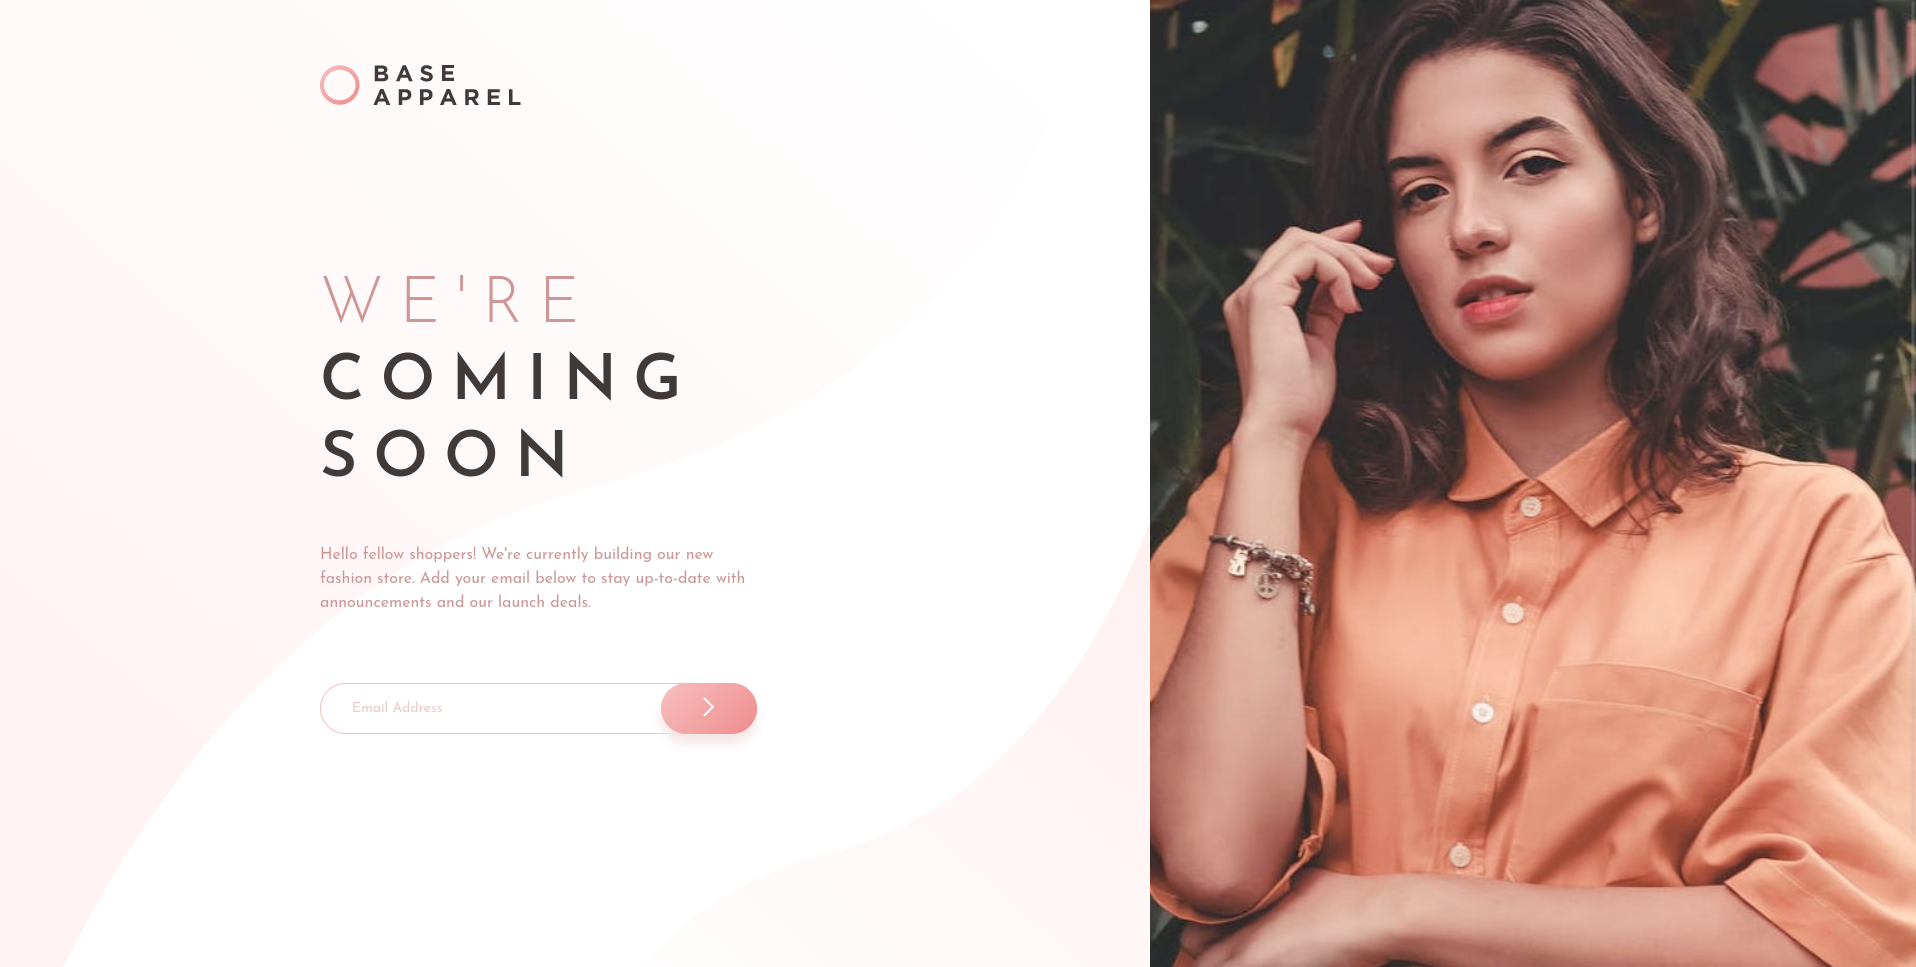 BASE
APPAREL
WE'RE
COMING
SOON
Hello fellow shoppers! We're currently building our new
fashion store. Add your email below to stay up-to-date with
announcements and our launch deals.
Email Address